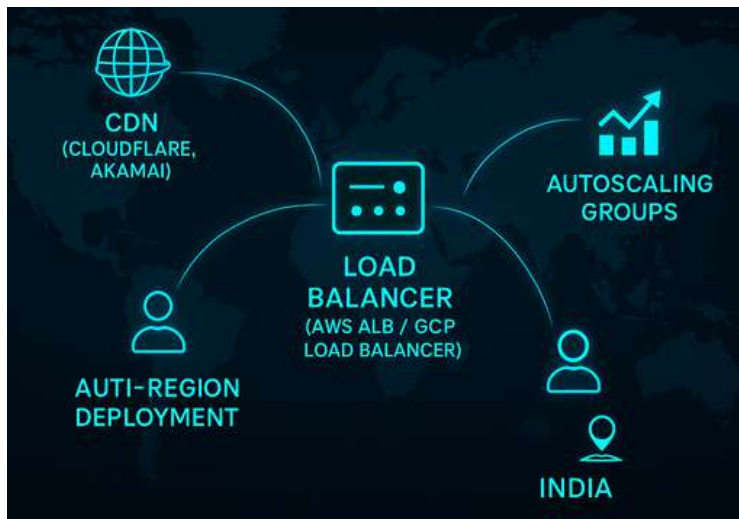 CDN
(CLOUDFLARE,
AKAMAI)
AUTOSCALING
GROUPS
LOAD
BALANCER
(AWS ALB / GCP
LOAD BALANCER)
AUTI-REGION
DEPLOYMENT
INDIA